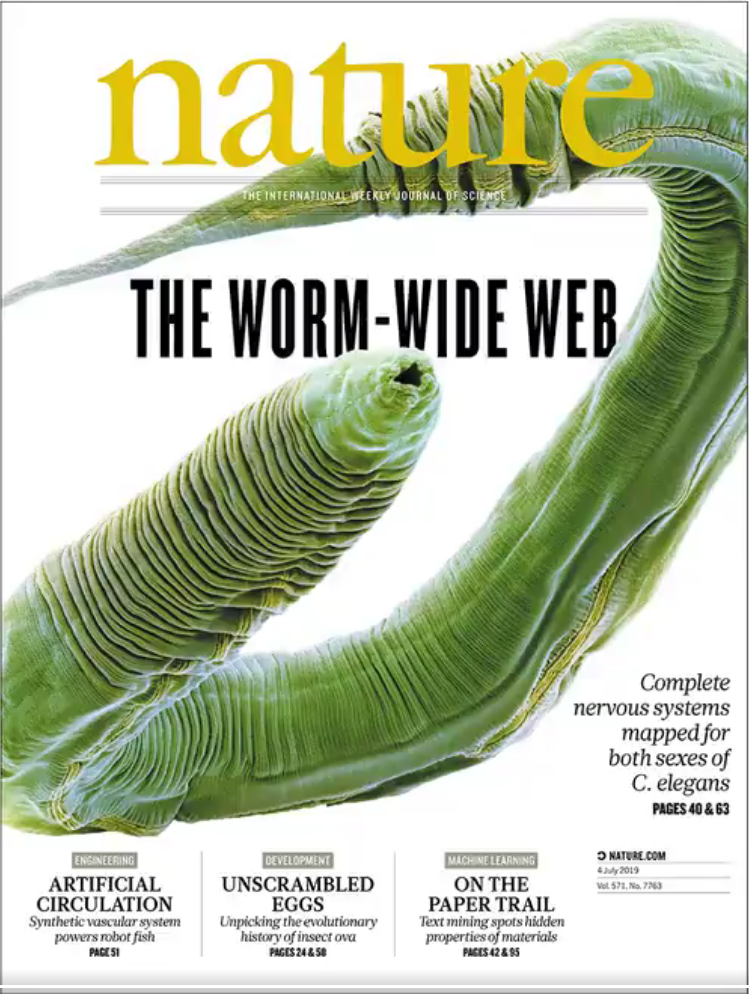 nature
THE INTERNATIONAL WEEKLY JOURNAL OF SCIENCE
THE WORM-WIDE WEB
Complete
nervous systems
mapped for
both sexes of
C. elegans
PAGES 40 & 63
ENGINEERING
ARTIFICIAL
CIRCULATION
Synthetic vascular system
powers robot fish
PAGE 51
DEVELOPMENT
UNSCRAMBLED
EGGS
Unpicking the evolutionary
history of insect ova
PAGES 24 & 58
MACHINE LEARNING
ON THE
PAPER TRAIL
Text mining spots hidden
properties of materials
PAGES 42 & 95
NATURE.COM
4 July 2019
Vol. 571, No. 7763